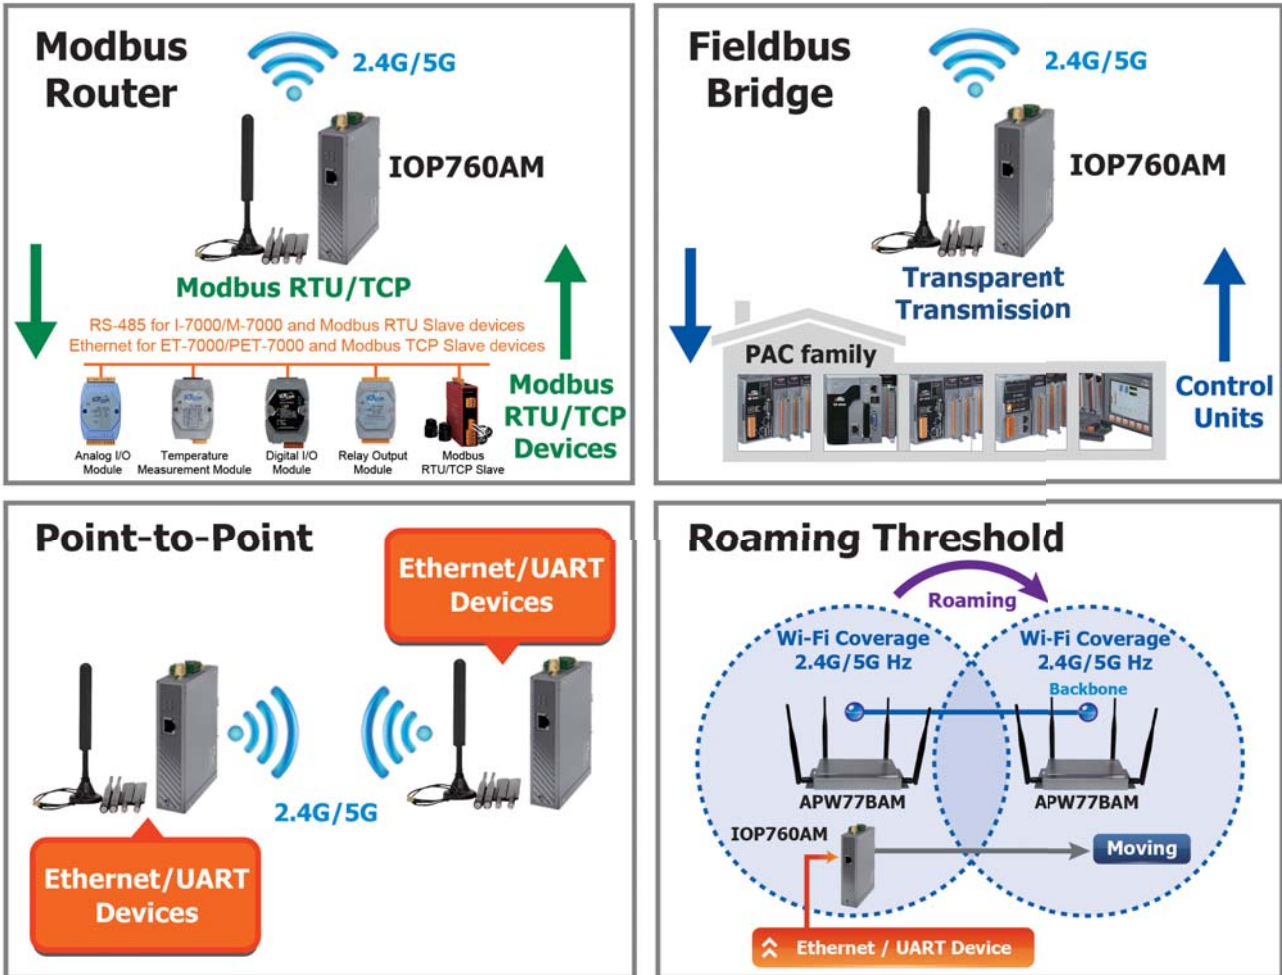 Modbus
Router
2.4G/5G
IOP760AM
Modbus RTU/TCP
RS-485 for I-7000/M-7000 and Modbus RTU Slave devices
Ethernet for ET-7000/PET-7000 and Modbus TCP Slave devices
Modbus
RTU/TCP
Devices
Analog I/O
Module
Temperature
Measurement Module
Digital I/O
Module
Relay Output
Module
Modbus
RTU/TCP Slave
Fieldbus
Bridge
2.4G/5G
IOP760AM
Transparent
Transmission
PAC family
Control
Units
Point-to-Point
Ethernet/UART
Devices
2.4G/5G
Ethernet/UART
Devices
Roaming Threshold
Roaming
Wi-Fi Coverage
2.4G/5G Hz
Wi-Fi Coverage
2.4G/5G Hz
Backbone
APW77BAM
APW77BAM
IOP760AM
Moving
Ethernet / UART Device